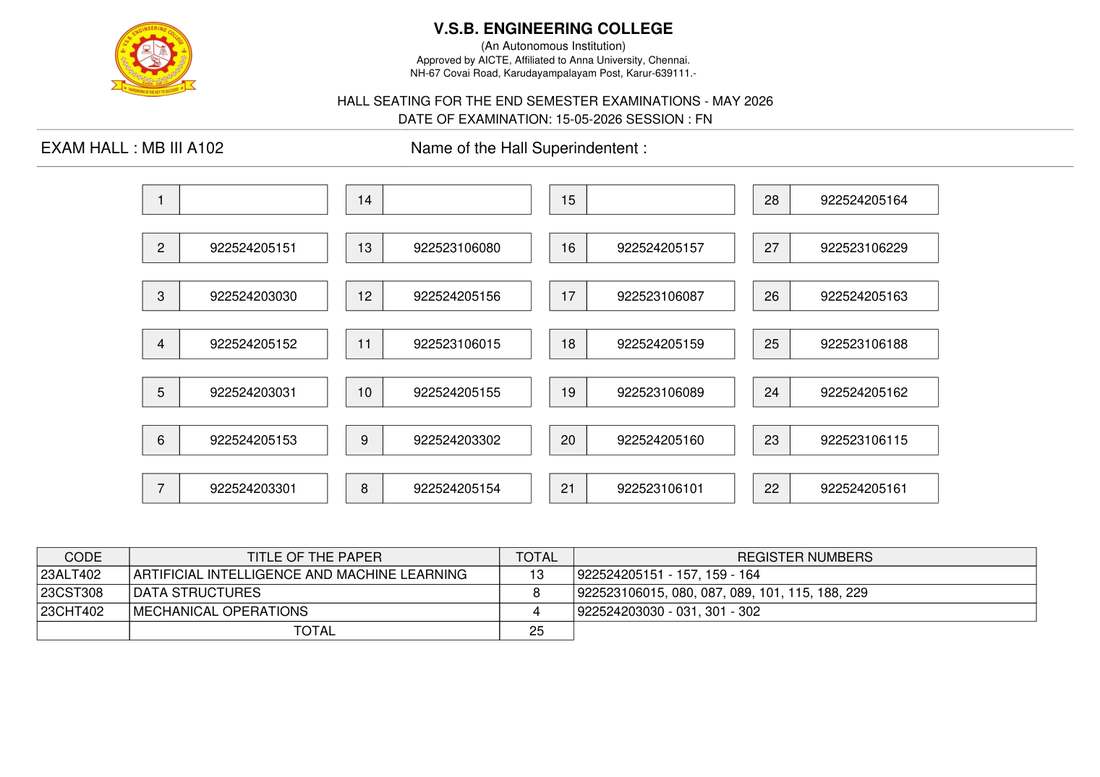 V.S.B. ENGINEERING COLLEGE
(An Autonomous Institution)
Approved by AICTE, Affiliated to Anna University, Chennai.
NH-67 Covai Road, Karudayampalayam Post, Karur-639111.-
HALL SEATING FOR THE END SEMESTER EXAMINATIONS - MAY 2026
DATE OF EXAMINATION: 15-05-2026 SESSION : FN
EXAM HALL : MB III A102 Name of the Hall Superindentent :
1 14 15 28 922524205164
2 922524205151 13 922523106080 16 922524205157 27 922523106229
3 922524203030 12 922524205156 17 922523106087 26 922524205163
4 922524205152 11 922523106015 18 922524205159 25 922523106188
5 922524203031 10 922524205155 19 922523106089 24 922524205162
6 922524205153 9 922524203302 20 922524205160 23 922523106115
7 922524203301 8 922524205154 21 922523106101 22 922524205161
CODE TITLE OF THE PAPER TOTAL REGISTER NUMBERS
23ALT402 ARTIFICIAL INTELLIGENCE AND MACHINE LEARNING 13 922524205151 - 157, 159 - 164
23CST308 DATA STRUCTURES 8 922523106015, 080, 087, 089, 101, 115, 188, 229
23CHT402 MECHANICAL OPERATIONS 4 922524203030 - 031, 301 - 302
TOTAL 25